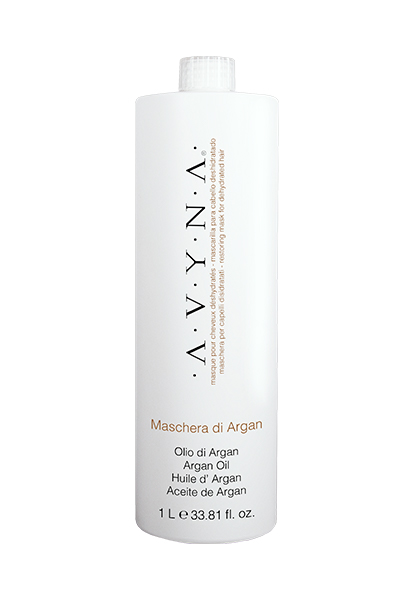 ·A·V·Y·N·A·®
masque pour cheveux déshydratés - mascarilla para cabello deshidratado
maschera per capelli disidratati - restoring mask for dehydrated hair
Maschera di Argan
Olio di Argan
Argan Oil
Huile d' Argan
Aceite de Argan
1 L ℮ 33.81 fl. oz.